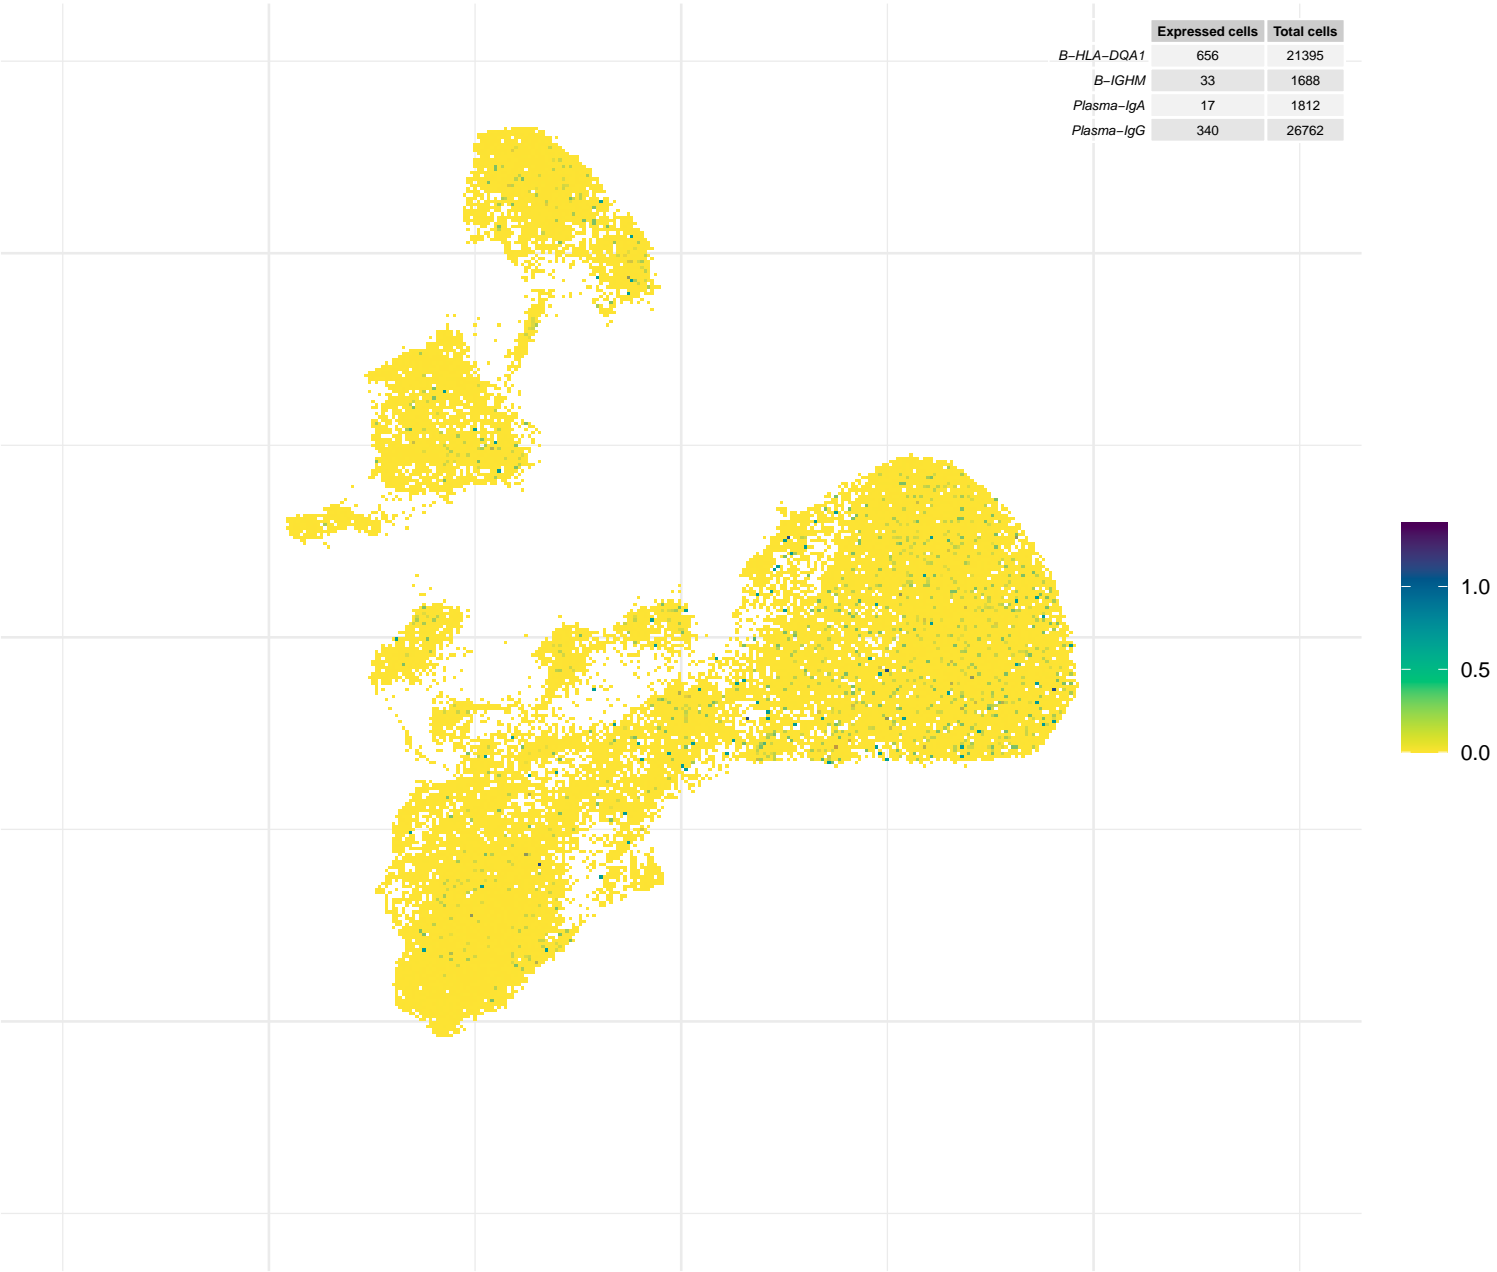 Expressed cells Total cells
B−HLA−DQA1 656 21395
B−IGHM 33 1688
Plasma−IgA 17 1812
Plasma−IgG 340 26762
1.0
0.5
0.0